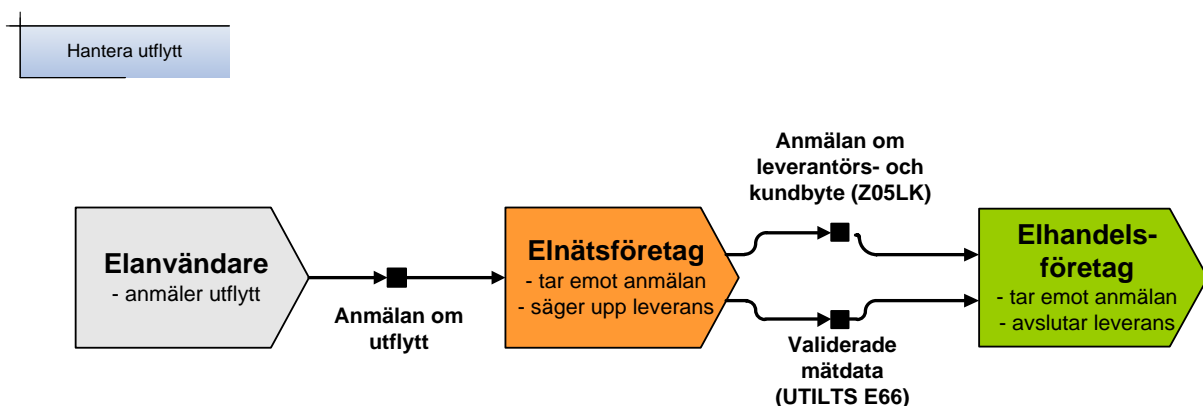 Hantera utflytt
Elanvändare
- anmäler utflytt
Anmälan om
utflytt
Elnätsföretag
- tar emot anmälan
- säger upp leverans
Anmälan om
leverantörs- och
kundbyte (Z05LK)
Validerade
mätdata
(UTILTS E66)
Elhandels-
företag
- tar emot anmälan
- avslutar leverans